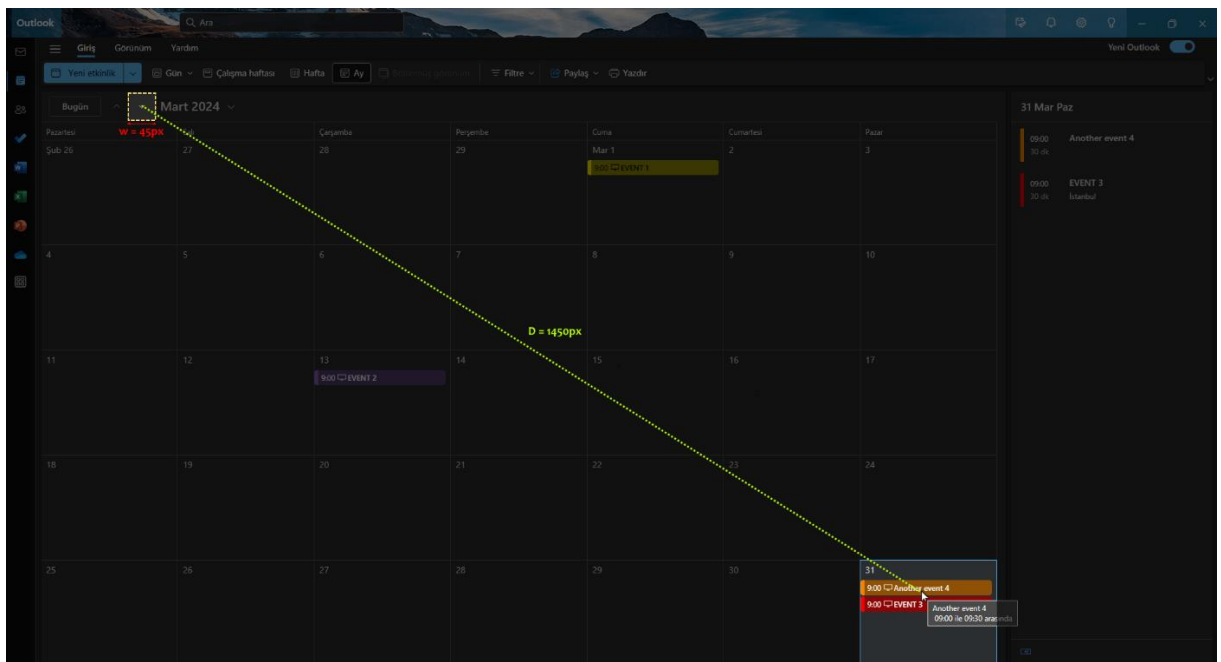 Outlook
Ara
Giriş Görünüm Yardım
Yeni Outlook
Yeni etkinlik Gün Çalışma haftası Hafta Ay Filtre Paylaş Yazdır
Bugün Mart 2024
w = 45px
Pazartesi Salı Çarşamba Perşembe Cuma Cumartesi Pazar
Şub 26 27 28 29 Mar 1 2 3
9:00 EVENT 1
4 5 6 7 8 9 10
D = 1450px
11 12 13 14 15 16 17
9:00 EVENT 2
18 19 20 21 22 23 24
25 26 27 28 29 30 31
9:00 Another event 4
9:00 EVENT 3
Another event 4
09:00 ile 09:30 arasında
31 Mar Paz
09:00 Another event 4
30 dk
09:00 EVENT 3
30 dk İstanbul